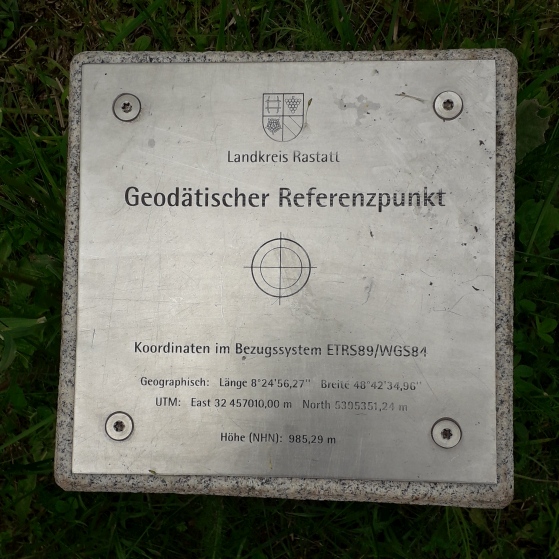 Landkreis Rastatt
Geodätischer Referenzpunkt
Koordinaten im Bezugssystem ETRS89/WGS84
Geographisch: Länge 8°24'56,27" Breite 48°42'34,96"
UTM: East 32 457010,00 m North 5395351,24 m
Höhe (NHN): 985,29 m